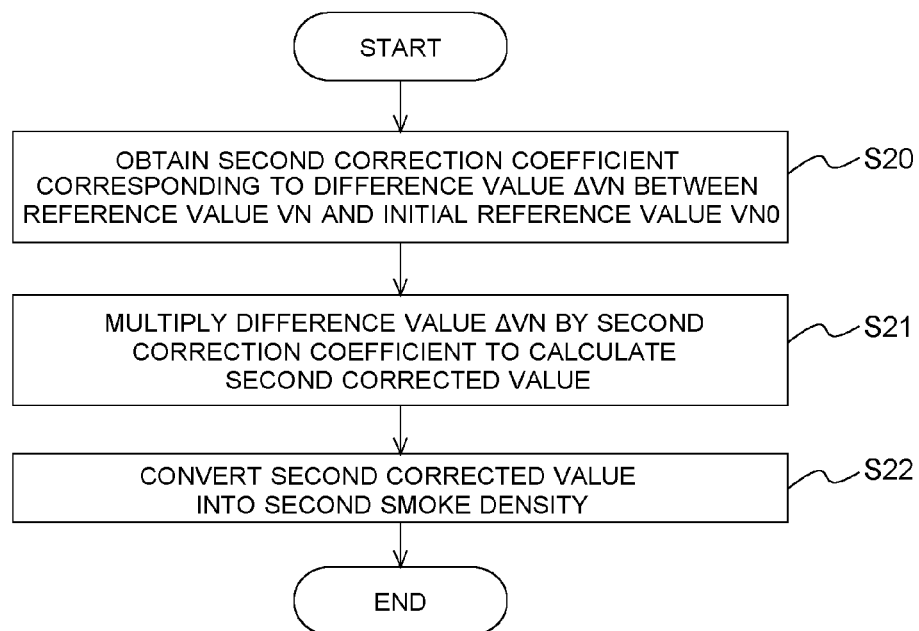 START
OBTAIN SECOND CORRECTION COEFFICIENT
CORRESPONDING TO DIFFERENCE VALUE ΔVN BETWEEN
REFERENCE VALUE VN AND INITIAL REFERENCE VALUE VN0
S20
MULTIPLY DIFFERENCE VALUE ΔVN BY SECOND
CORRECTION COEFFICIENT TO CALCULATE
SECOND CORRECTED VALUE
S21
CONVERT SECOND CORRECTED VALUE
INTO SECOND SMOKE DENSITY
S22
END